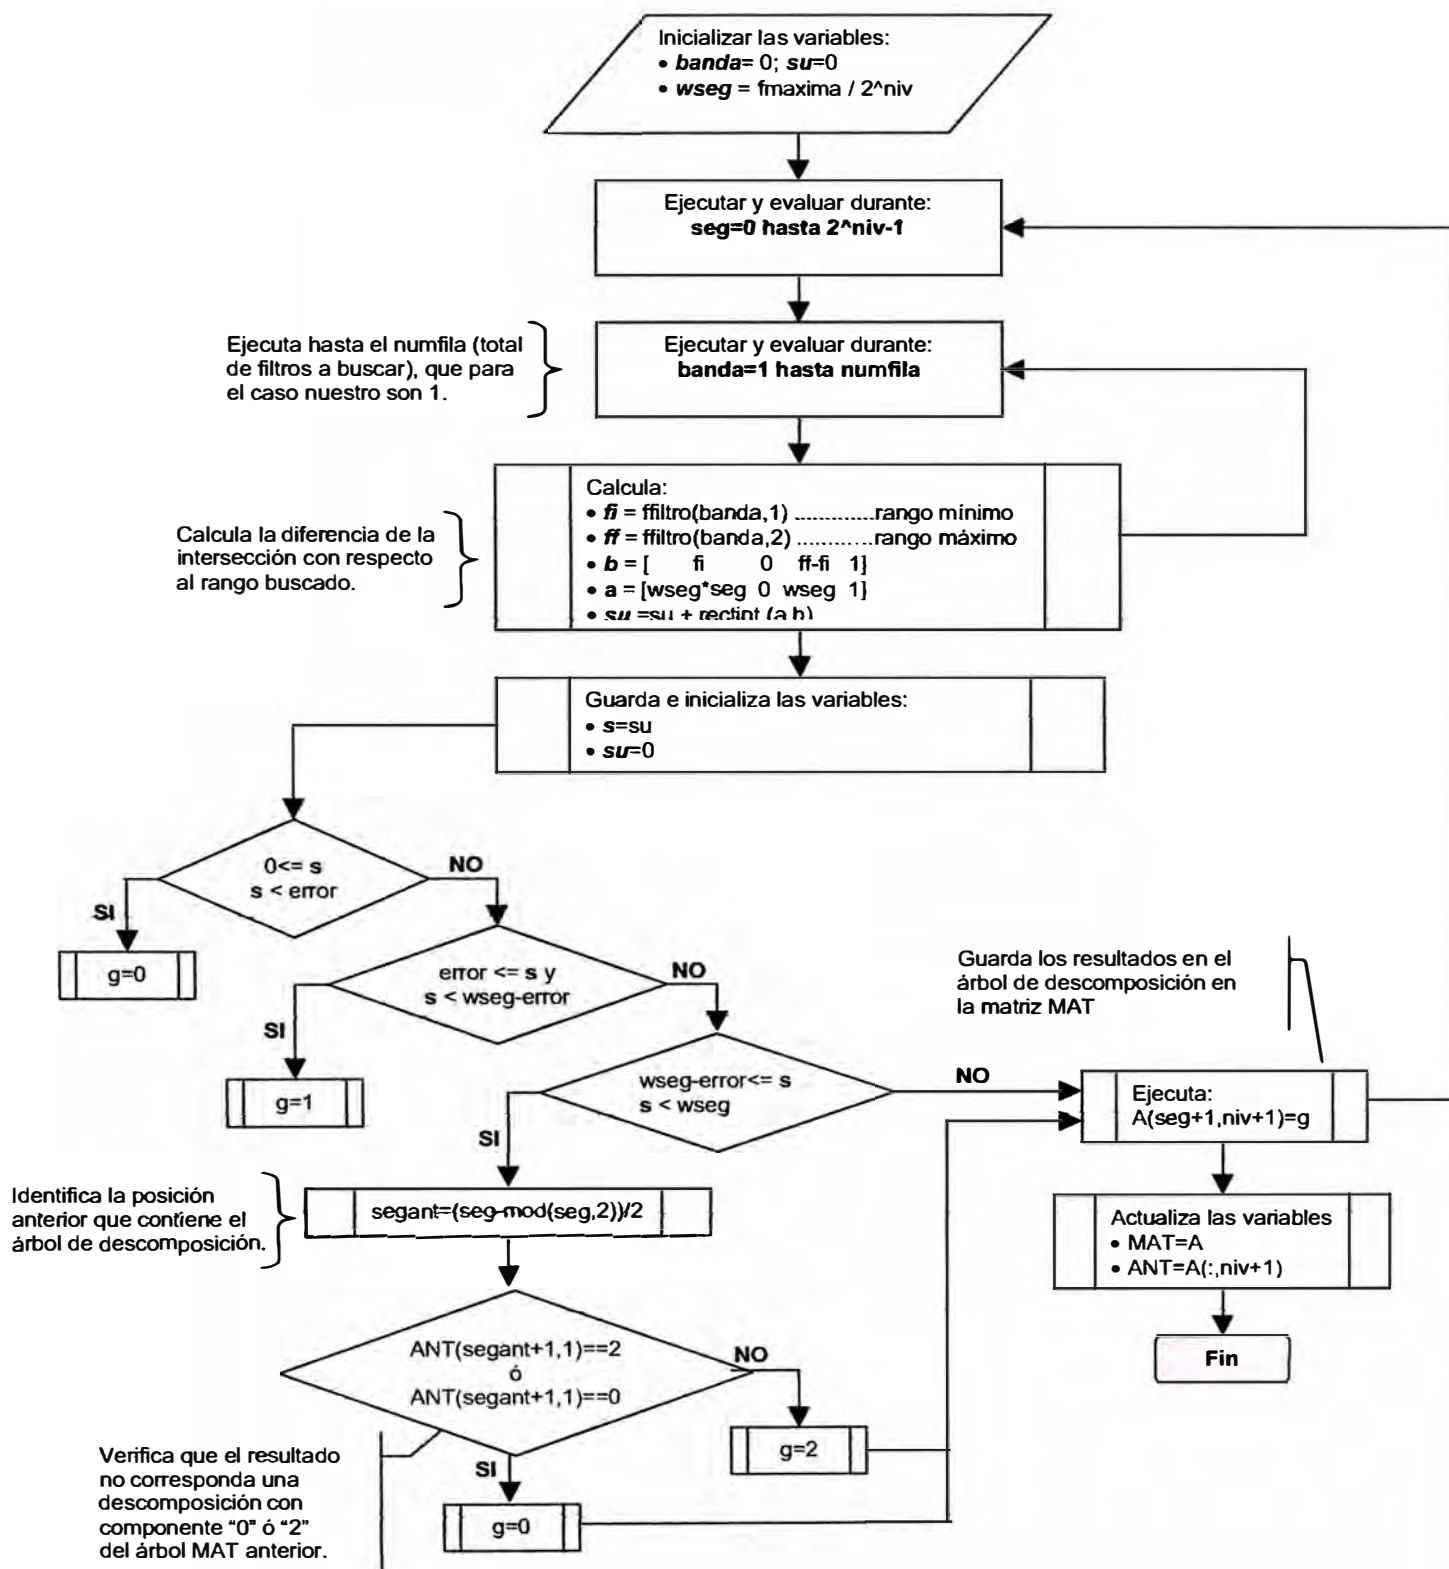 Inicializar las variables:
• banda= 0; su=0
• wseg = fmaxima / 2^niv
Ejecutar y evaluar durante:
seg=0 hasta 2^niv-1
Ejecuta hasta el numfila (total
de filtros a buscar), que para
el caso nuestro son 1.
Ejecutar y evaluar durante:
banda=1 hasta numfila
Calcula la diferencia de la
intersección con respecto
al rango buscado.
Calcula:
• fi = ffiltro(banda,1) ............rango mínimo
• ff = ffiltro(banda,2) ............rango máximo
• b = [ fi 0 ff-fi 1]
• a = [wseg*seg 0 wseg 1]
• su =su + rectint (a b)
Guarda e inicializa las variables:
• s=su
• su=0
0<= s
s < error
NO
SI
g=0
error <= s y
s < wseg-error
NO
SI
g=1
Guarda los resultados en el
árbol de descomposición en
la matriz MAT
wseg-error<= s
s < wseg
NO
SI
Ejecuta:
A(seg+1,niv+1)=g
Identifica la posición
anterior que contiene el
árbol de descomposición.
segant=(seg-mod(seg,2))/2
Actualiza las variables
• MAT=A
• ANT=A(:,niv+1)
Fin
ANT(segant+1,1)==2
ó
ANT(segant+1,1)==0
NO
g=2
SI
g=0
Verifica que el resultado
no corresponda una
descomposición con
componente "0" ó "2"
del árbol MAT anterior.